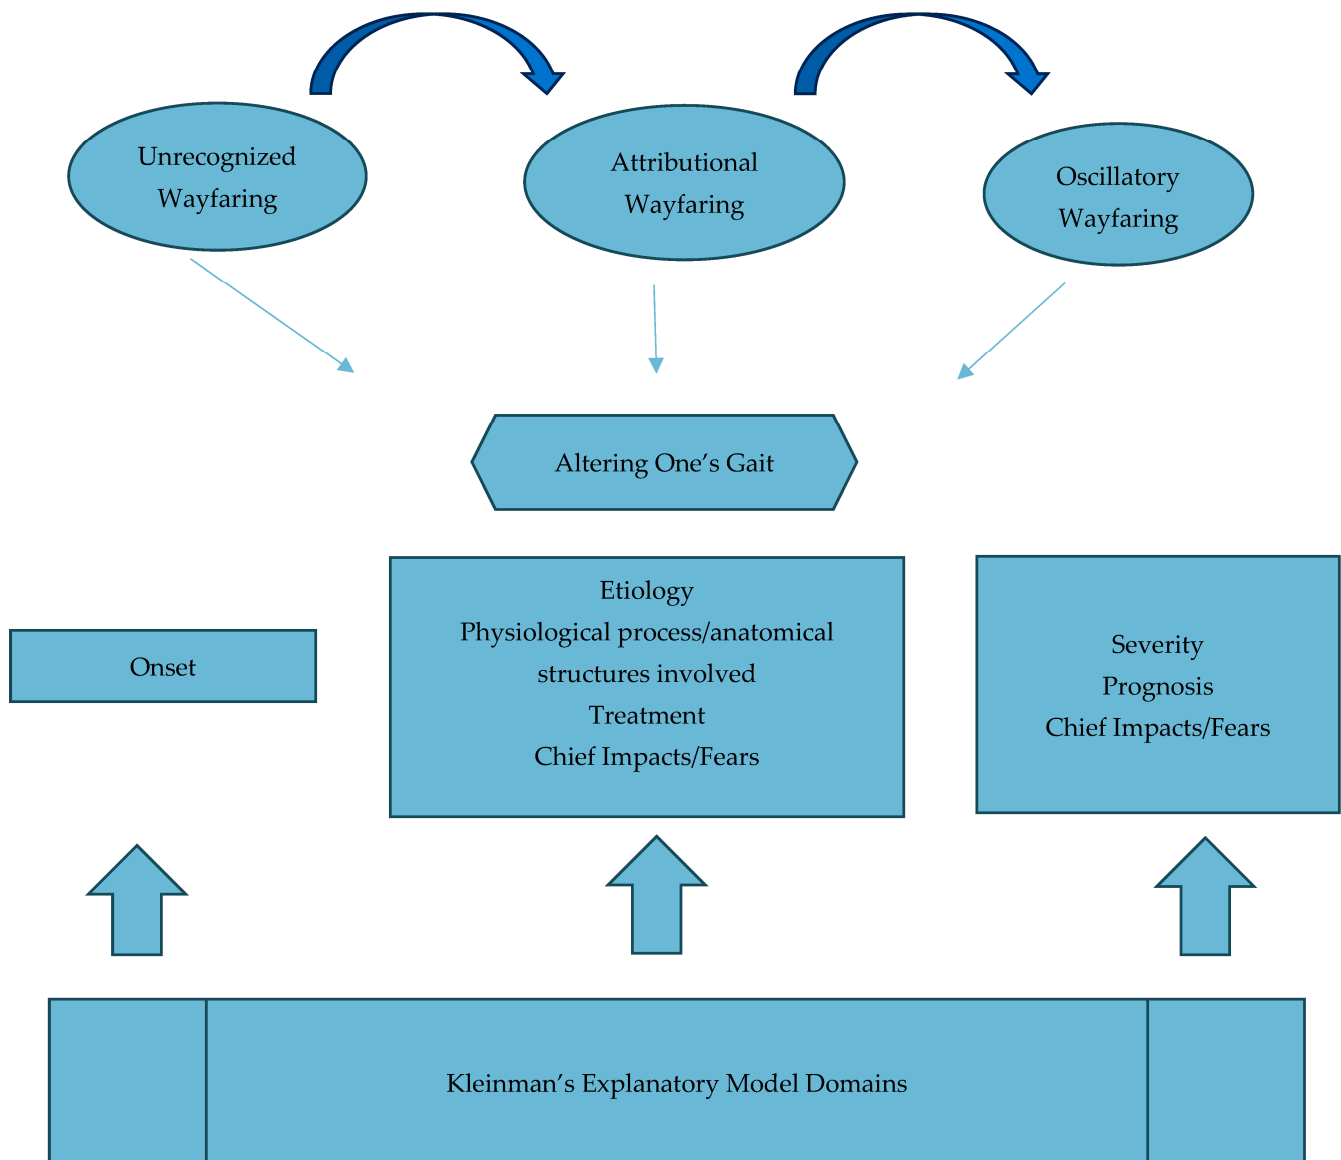 Unrecognized
Wayfaring
Attributional
Wayfaring
Oscillatory
Wayfaring
Altering One’s Gait
Onset
Etiology
Physiological process/anatomical
structures involved
Treatment
Chief Impacts/Fears
Severity
Prognosis
Chief Impacts/Fears
Kleinman’s Explanatory Model Domains